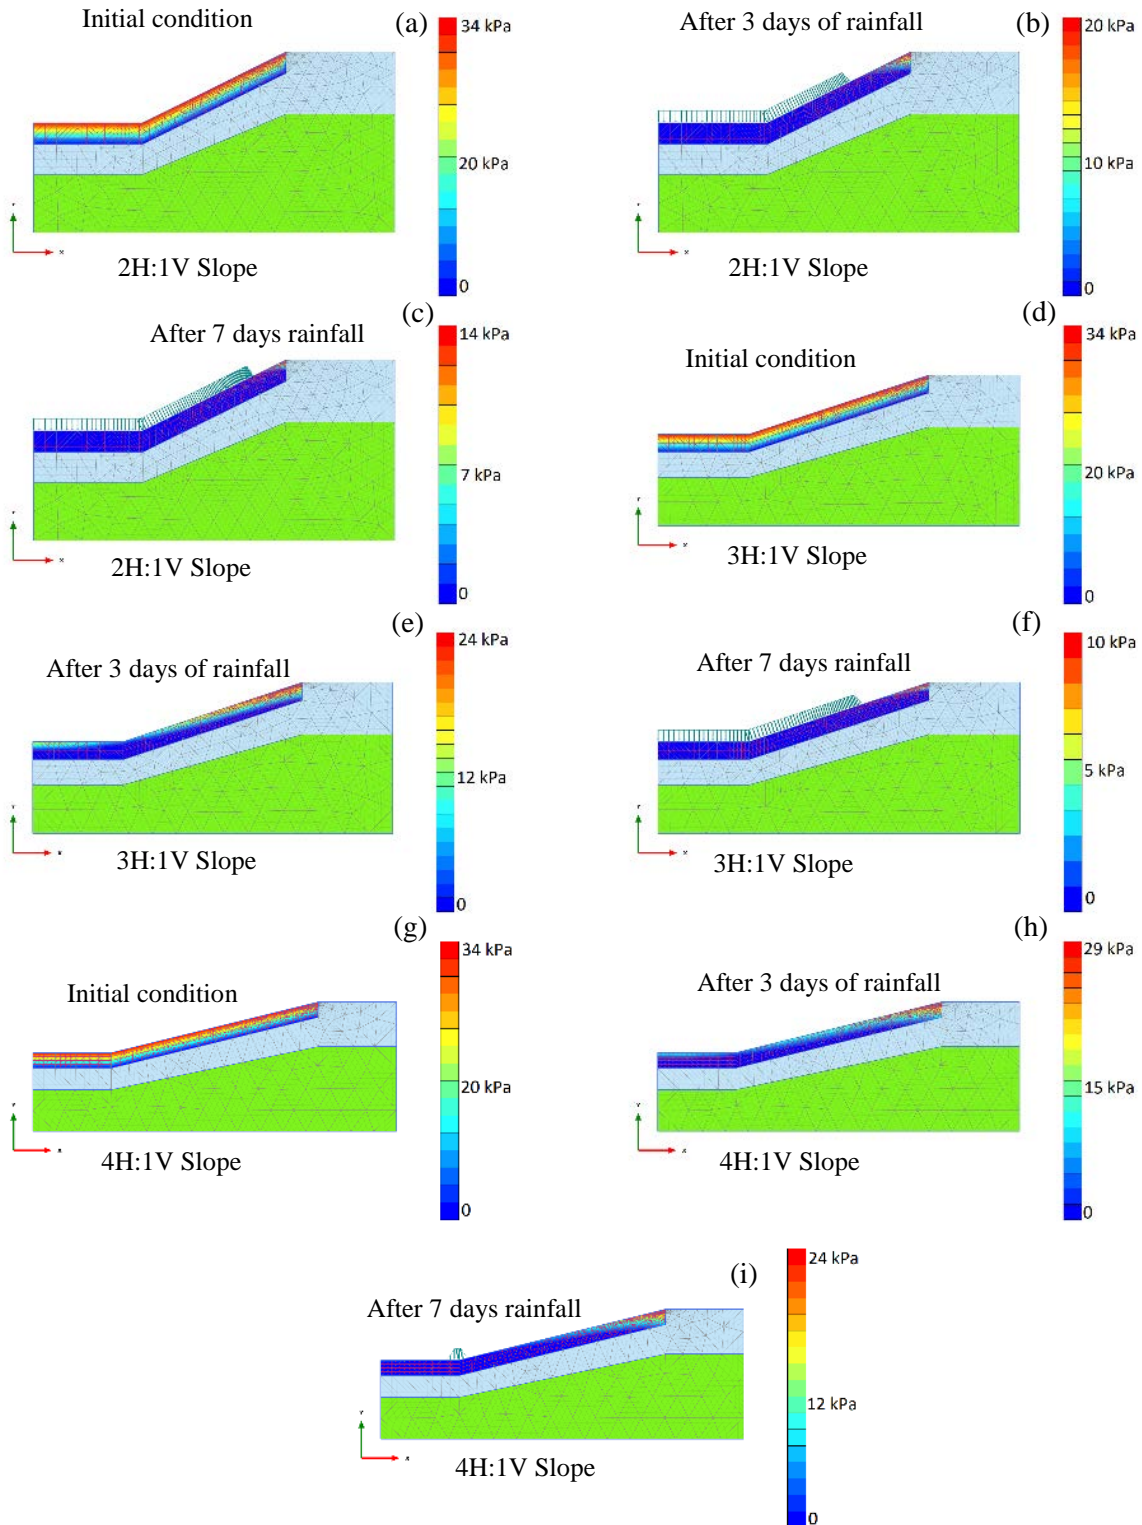 Initial condition
(a)
34 kPa
20 kPa
0
2H:1V Slope
After 3 days of rainfall
(b)
20 kPa
10 kPa
0
2H:1V Slope
After 7 days rainfall
(c)
14 kPa
7 kPa
0
2H:1V Slope
Initial condition
(d)
34 kPa
20 kPa
0
3H:1V Slope
After 3 days of rainfall
(e)
24 kPa
12 kPa
0
3H:1V Slope
After 7 days rainfall
(f)
10 kPa
5 kPa
0
3H:1V Slope
Initial condition
(g)
34 kPa
20 kPa
0
4H:1V Slope
After 3 days of rainfall
(h)
29 kPa
15 kPa
0
4H:1V Slope
After 7 days rainfall
(i)
24 kPa
12 kPa
0
4H:1V Slope